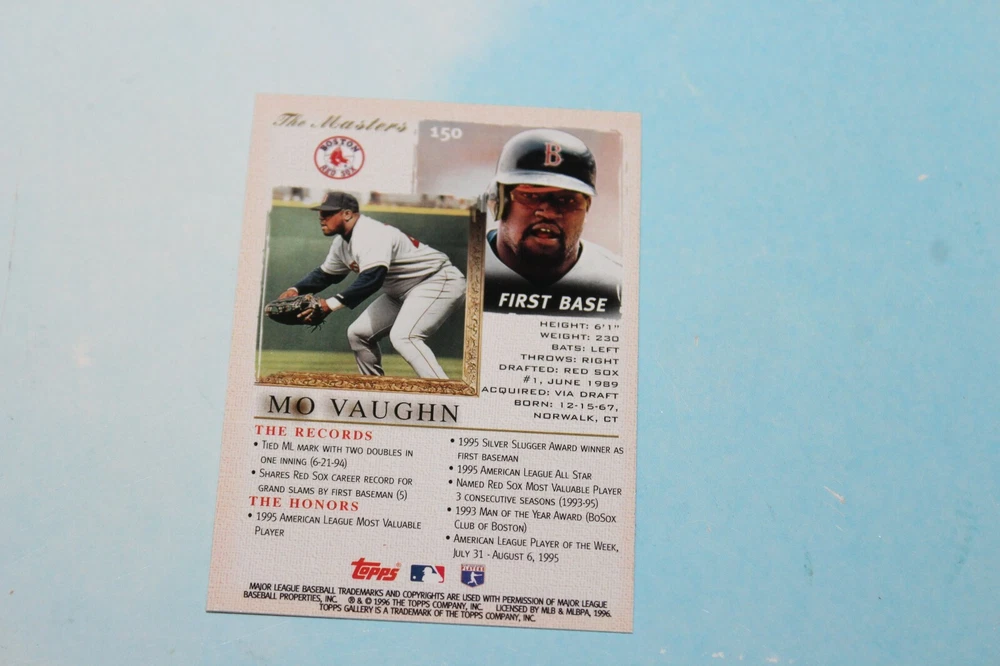 The Masters
150
BOSTON
RED SOX
B
FIRST BASE
HEIGHT: 6'1"
WEIGHT: 230
BATS: LEFT
THROWS: RIGHT
DRAFTED: RED SOX
#1, JUNE 1989
ACQUIRED: VIA DRAFT
BORN: 12-15-67,
NORWALK, CT
MO VAUGHN
THE RECORDS
• TIED ML MARK WITH TWO DOUBLES IN
ONE INNING (6-21-94)
• SHARES RED SOX CAREER RECORD FOR
GRAND SLAMS BY FIRST BASEMAN (5)
THE HONORS
• 1995 AMERICAN LEAGUE MOST VALUABLE
PLAYER
• 1995 SILVER SLUGGER AWARD WINNER AS
FIRST BASEMAN
• 1995 AMERICAN LEAGUE ALL STAR
• NAMED RED SOX MOST VALUABLE PLAYER
3 CONSECUTIVE SEASONS (1993-95)
• 1993 MAN OF THE YEAR AWARD (BOSOX
CLUB OF BOSTON)
• AMERICAN LEAGUE PLAYER OF THE WEEK,
JULY 31 - AUGUST 6, 1995
topps®
PLAYERS
MAJOR LEAGUE BASEBALL TRADEMARKS AND COPYRIGHTS ARE USED WITH PERMISSION OF MAJOR LEAGUE
BASEBALL PROPERTIES, INC. ® & © 1996 THE TOPPS COMPANY, INC. LICENSED BY MLB & MLBPA, 1996.
TOPPS GALLERY IS A TRADEMARK OF THE TOPPS COMPANY, INC.